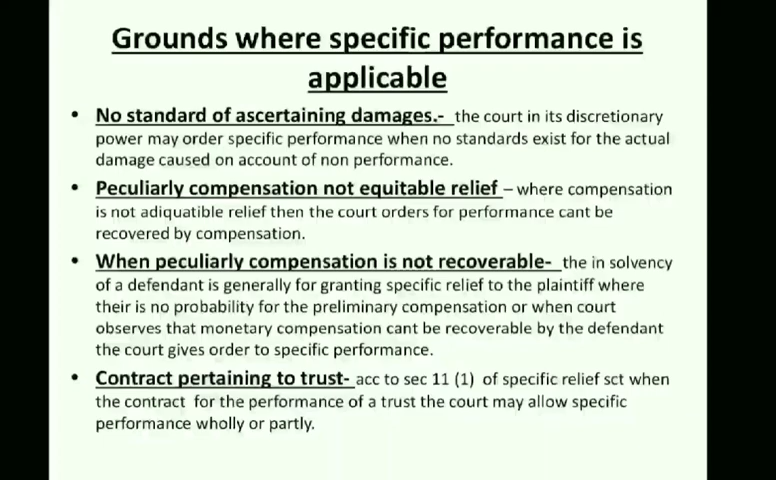 Grounds where specific performance is
applicable
• No standard of ascertaining damages.- the court in its discretionary
power may order specific performance when no standards exist for the actual
damage caused on account of non performance.
• Peculiarly compensation not equitable relief – where compensation
is not adiquatible relief then the court orders for performance cant be
recovered by compensation.
• When peculiarly compensation is not recoverable- the in solvency
of a defendant is generally for granting specific relief to the plaintiff where
their is no probability for the preliminary compensation or when court
observes that monetary compensation cant be recoverable by the defendant
the court gives order to specific performance.
• Contract pertaining to trust- acc to sec 11 (1) of specific relief sct when
the contract for the performance of a trust the court may allow specific
performance wholly or partly.